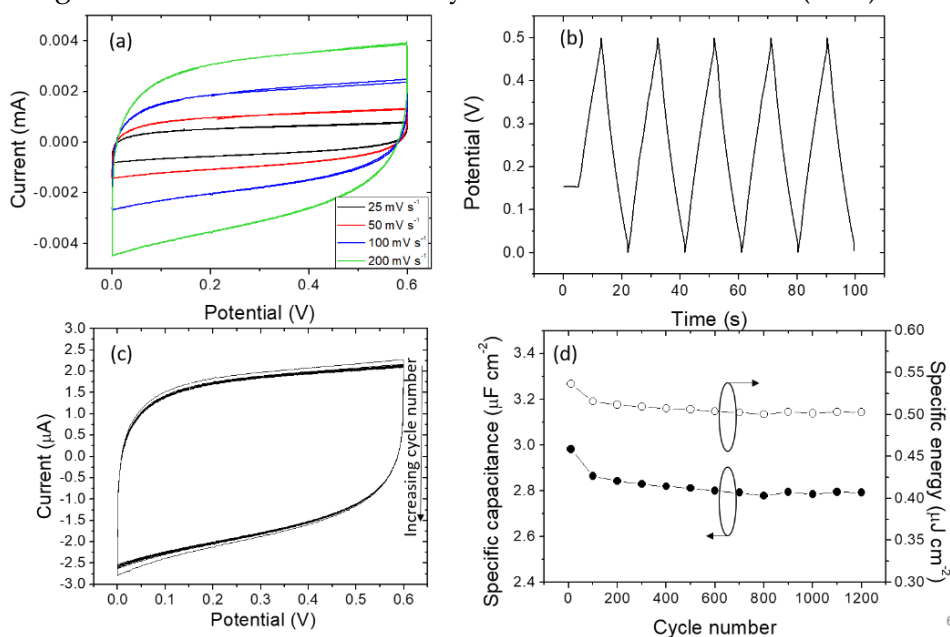 (a)
Current (mA)
0.004
0.002
0.000
-0.002
-0.004
25 mV s⁻¹
50 mV s⁻¹
100 mV s⁻¹
200 mV s⁻¹
0.0 0.2 0.4 0.6
Potential (V)
(b)
Potential (V)
0.5
0.4
0.3
0.2
0.1
0.0
0 20 40 60 80 100
Time (s)
(c)
Current (µA)
3.0
2.5
2.0
1.5
1.0
0.5
0.0
-0.5
-1.0
-1.5
-2.0
-2.5
-3.0
Increasing cycle number
0.0 0.1 0.2 0.3 0.4 0.5 0.6
Potential (V)
(d)
Specific capacitance (µF cm⁻²)
3.4
3.2
3.0
2.8
2.6
2.4
0.60
0.55
0.50
0.45
0.40
0.35
0.30
Specific energy (µJ cm⁻²)
0 200 400 600 800 1000 1200
Cycle number